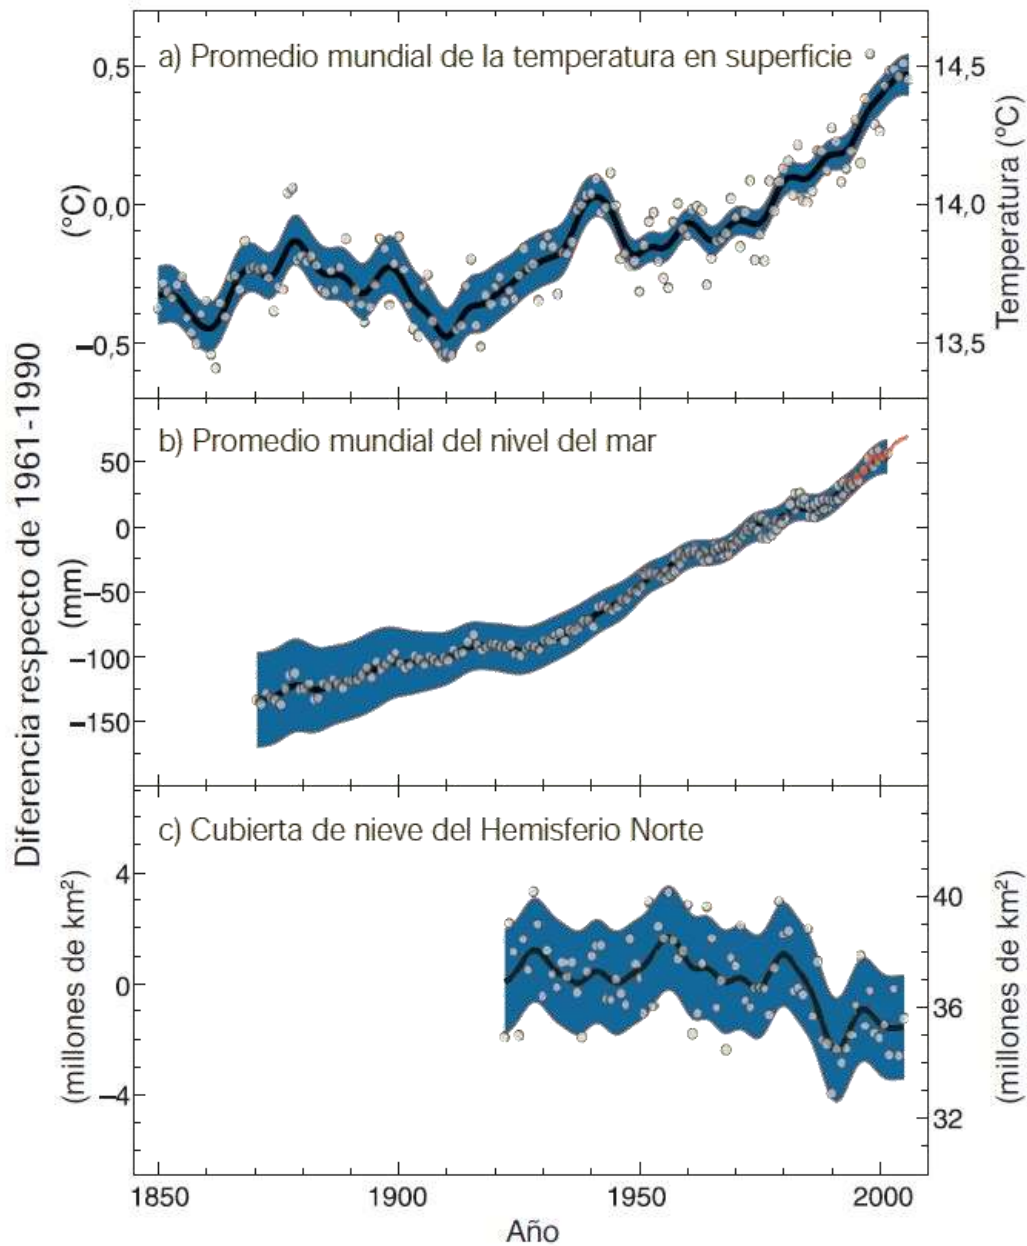 a) Promedio mundial de la temperatura en superficie
0,5
0,0
–0,5
(°C)
14,5
14,0
13,5
Temperatura (°C)
Diferencia respecto de 1961-1990
b) Promedio mundial del nivel del mar
50
0
–50
–100
–150
(mm)
c) Cubierta de nieve del Hemisferio Norte
4
0
–4
(millones de km²)
40
36
32
(millones de km²)
1850 1900 1950 2000
Año